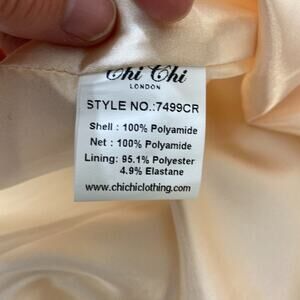 Chi Chi
LONDON
STYLE NO.:7499CR
Shell : 100% Polyamide
Net : 100% Polyamide
Lining: 95.1% Polyester
4.9% Elastane
www.chichiclothing.com